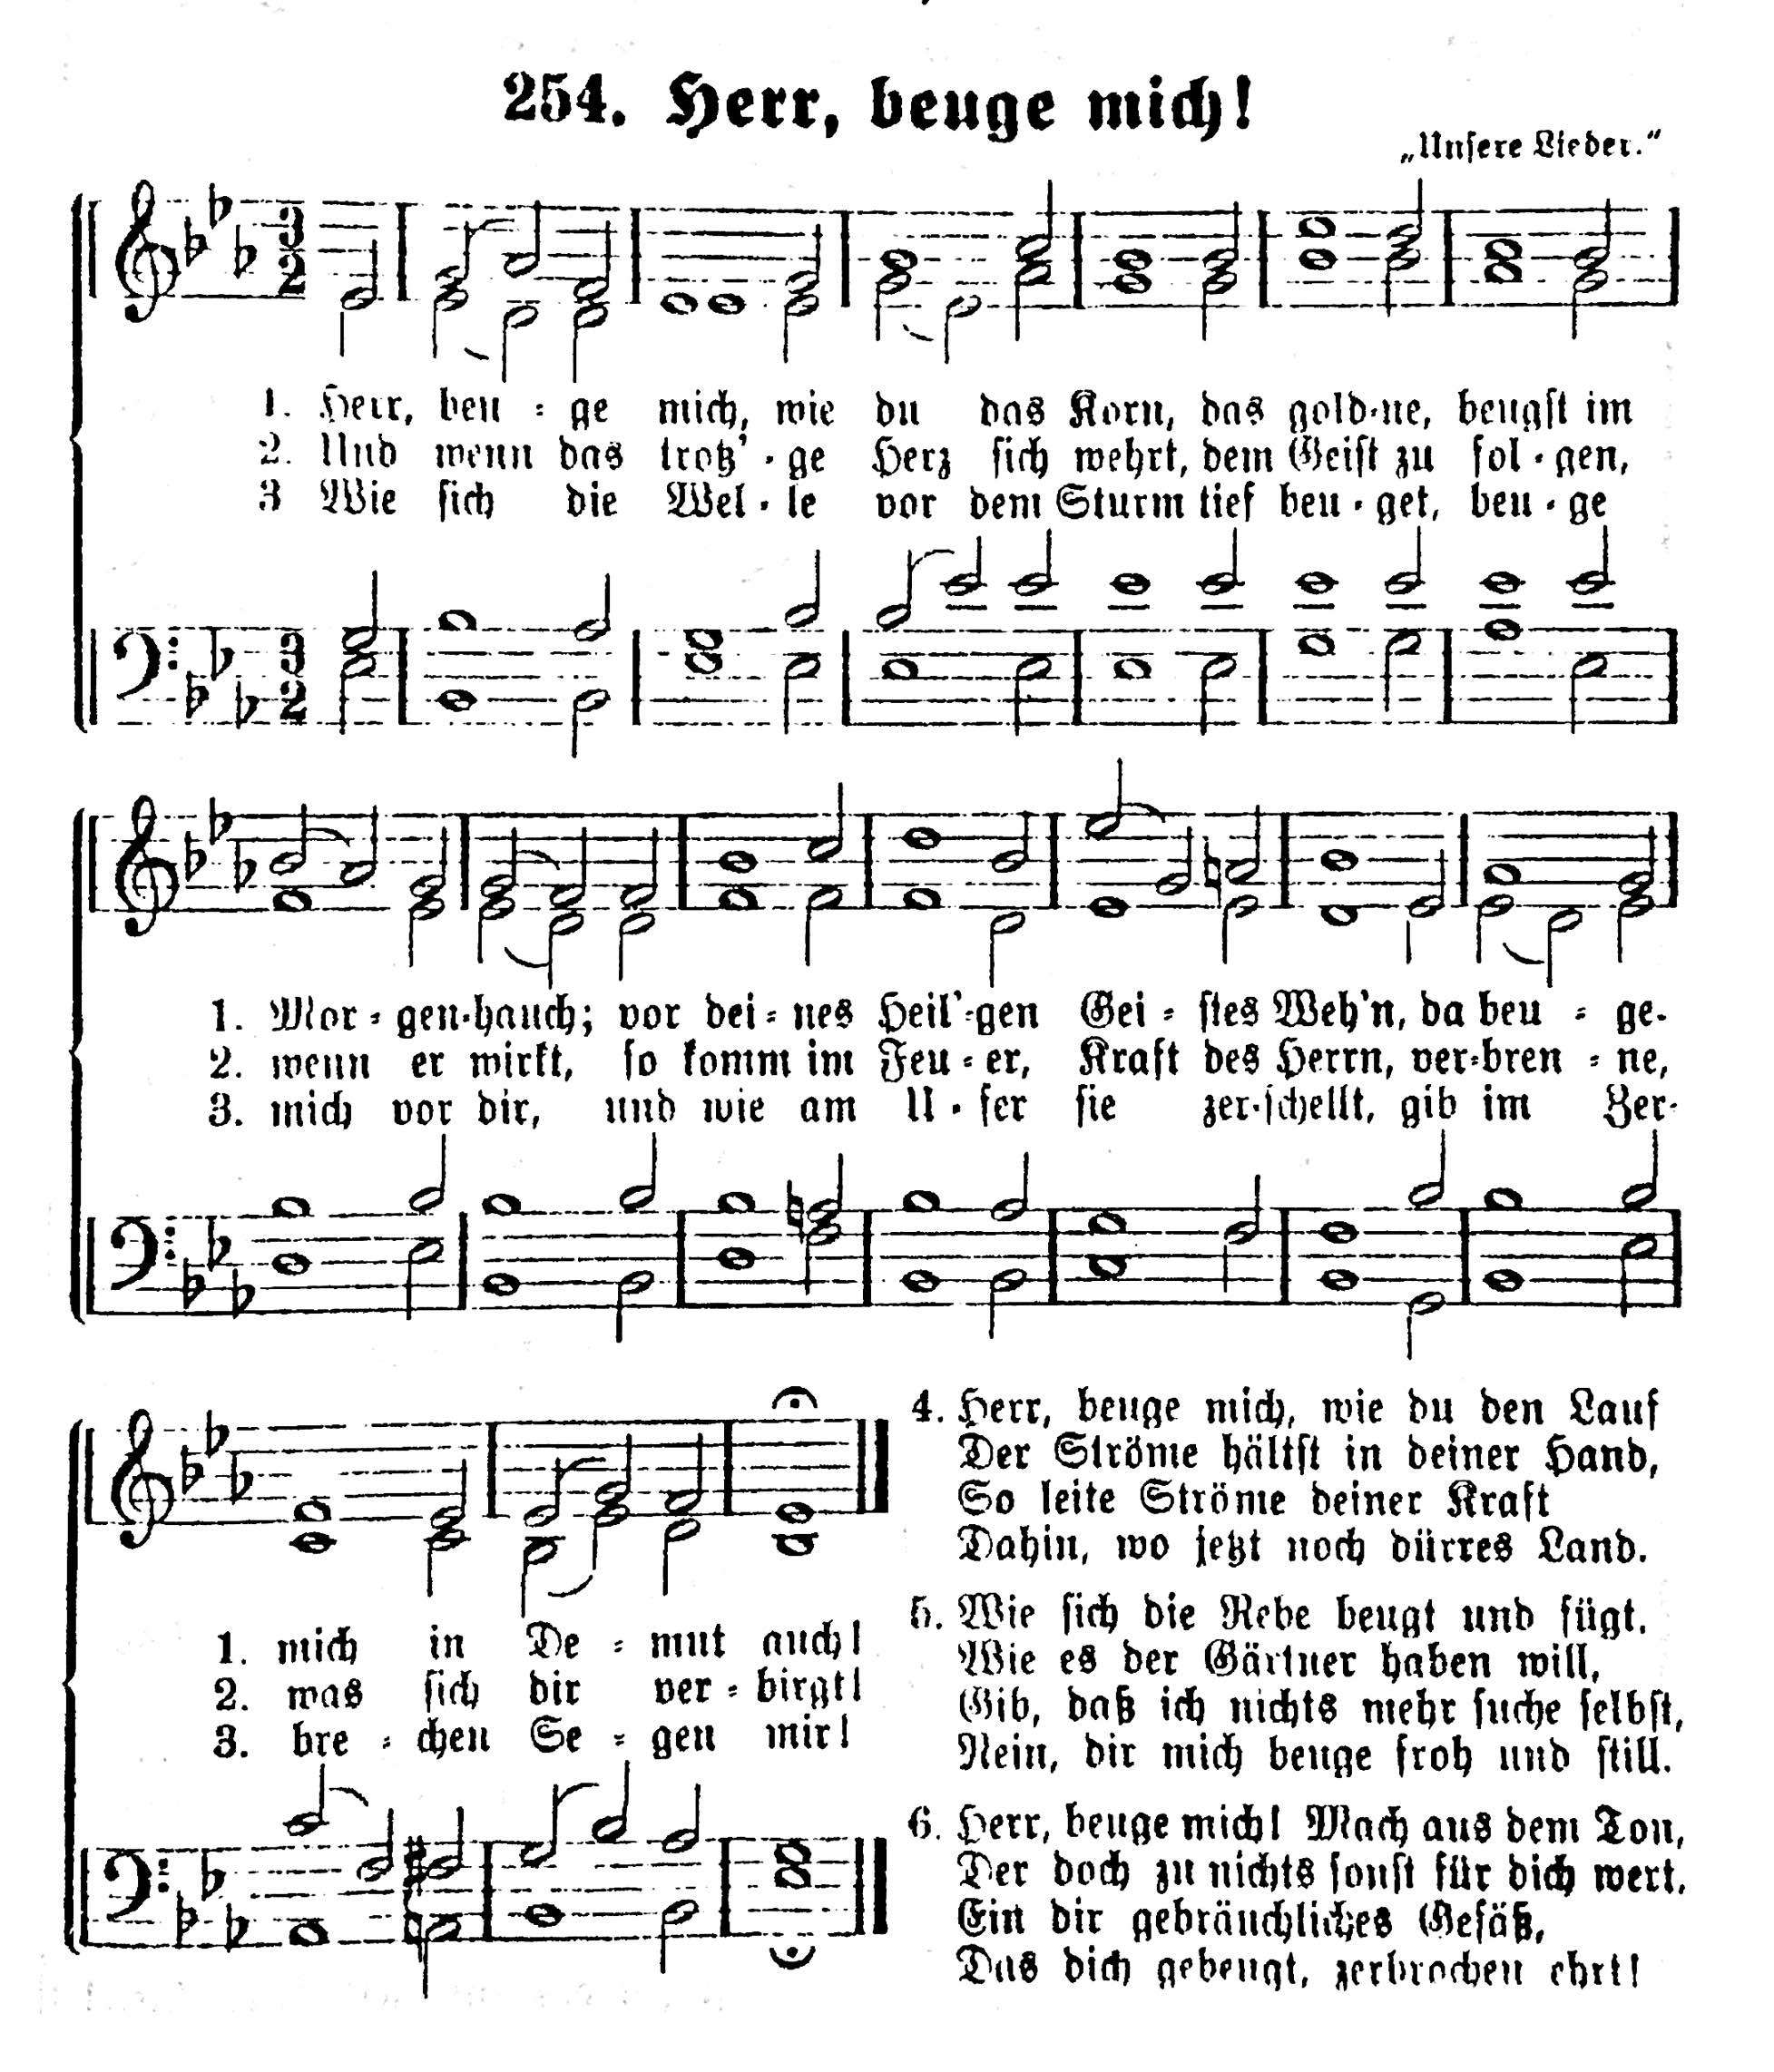 254. Herr, beuge mich!
„Unsere Lieder.“
1. Herr, beu = ge mich, wie du das Korn, das gold-ne, beugst im
2. Und wenn das trotz’ - ge Herz sich wehrt, dem Geist zu fol - gen,
3 Wie sich die Wel - le vor dem Sturm tief beu - get, beu - ge
1. Mor = gen-hauch; vor dei = nes Heil’=gen Gei = stes Weh’n, da beu = ge-
2. wenn er wirkt, so komm im Feu = er, Kraft des Herrn, ver=bren = ne,
3. mich vor dir, und wie am U - fer sie zer-schellt, gib im Zer-
1. mich in De = mut auch!
2. was sich dir ver = birgt!
3. bre = chen Se = gen mir!
4. Herr, beuge mich, wie du den Lauf
Der Ströme hältst in deiner Hand,
So leite Ströme deiner Kraft
Dahin, wo jetzt noch dürres Land.
5. Wie sich die Rebe beugt und fügt,
Wie es der Gärtner haben will,
Gib, daß ich nichts mehr suche selbst,
Nein, dir mich beuge froh und still.
6. Herr, beuge mich! Mach aus dem Ton,
Der doch zu nichts sonst für dich wert,
Ein dir gebräuchliches Gefäß,
Das dich gebeugt, zerbrochen ehrt!